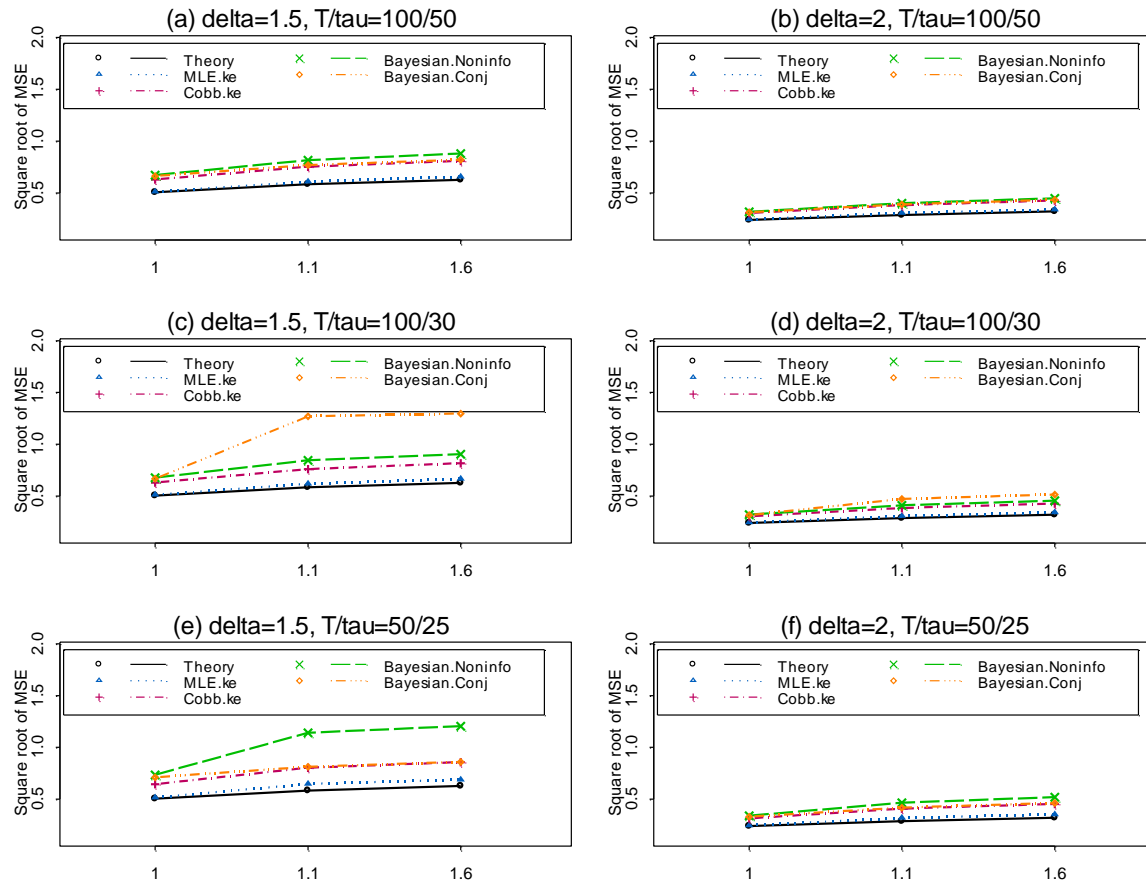 (a) delta=1.5, T/tau=100/50
Square root of MSE
0.5 1.0 1.5 2.0
Theory
MLE.ke
Cobb.ke
Bayesian.Noninfo
Bayesian.Conj
1 1.1 1.6
(b) delta=2, T/tau=100/50
Square root of MSE
0.5 1.0 1.5 2.0
Theory
MLE.ke
Cobb.ke
Bayesian.Noninfo
Bayesian.Conj
1 1.1 1.6
(c) delta=1.5, T/tau=100/30
Square root of MSE
0.5 1.0 1.5 2.0
Theory
MLE.ke
Cobb.ke
Bayesian.Noninfo
Bayesian.Conj
1 1.1 1.6
(d) delta=2, T/tau=100/30
Square root of MSE
0.5 1.0 1.5 2.0
Theory
MLE.ke
Cobb.ke
Bayesian.Noninfo
Bayesian.Conj
1 1.1 1.6
(e) delta=1.5, T/tau=50/25
Square root of MSE
0.5 1.0 1.5 2.0
Theory
MLE.ke
Cobb.ke
Bayesian.Noninfo
Bayesian.Conj
1 1.1 1.6
(f) delta=2, T/tau=50/25
Square root of MSE
0.5 1.0 1.5 2.0
Theory
MLE.ke
Cobb.ke
Bayesian.Noninfo
Bayesian.Conj
1 1.1 1.6